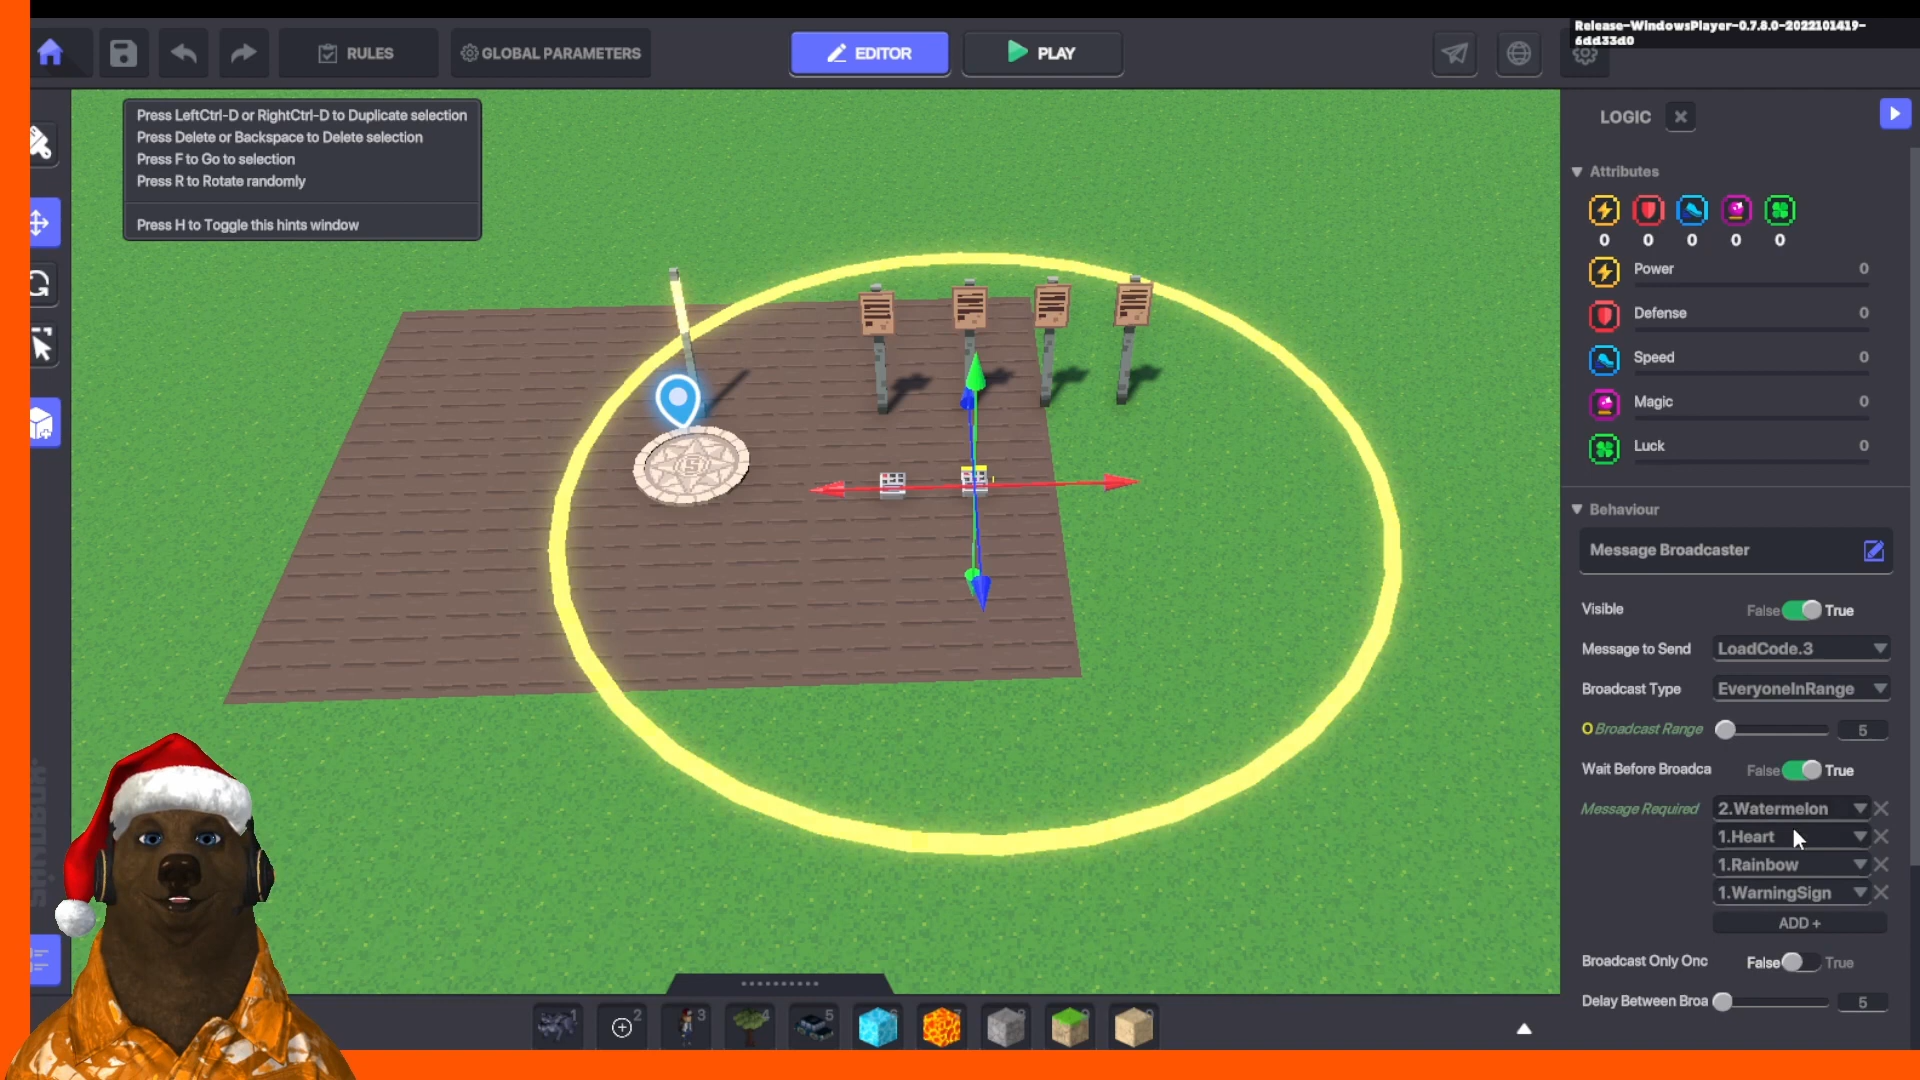 Release-WindowsPlayer-0.7.8.0-2022101419-
6dd33d0
RULES
GLOBAL PARAMETERS
EDITOR
PLAY
Press LeftCtrl-D or RightCtrl-D to Duplicate selection
Press Delete or Backspace to Delete selection
Press F to Go to selection
Press R to Rotate randomly
Press H to Toggle this hints window
LOGIC
Attributes
0 0 0 0 0
Power 0
Defense 0
Speed 0
Magic 0
Luck 0
Behaviour
Message Broadcaster
Visible False True
Message to Send LoadCode.3
Broadcast Type EveryoneInRange
Broadcast Range 5
Wait Before Broadca False True
Message Required 2.Watermelon
1.Heart
1.Rainbow
1.WarningSign
ADD +
Broadcast Only Onc False True
Delay Between Broa 5
S
1 2 3 4 5